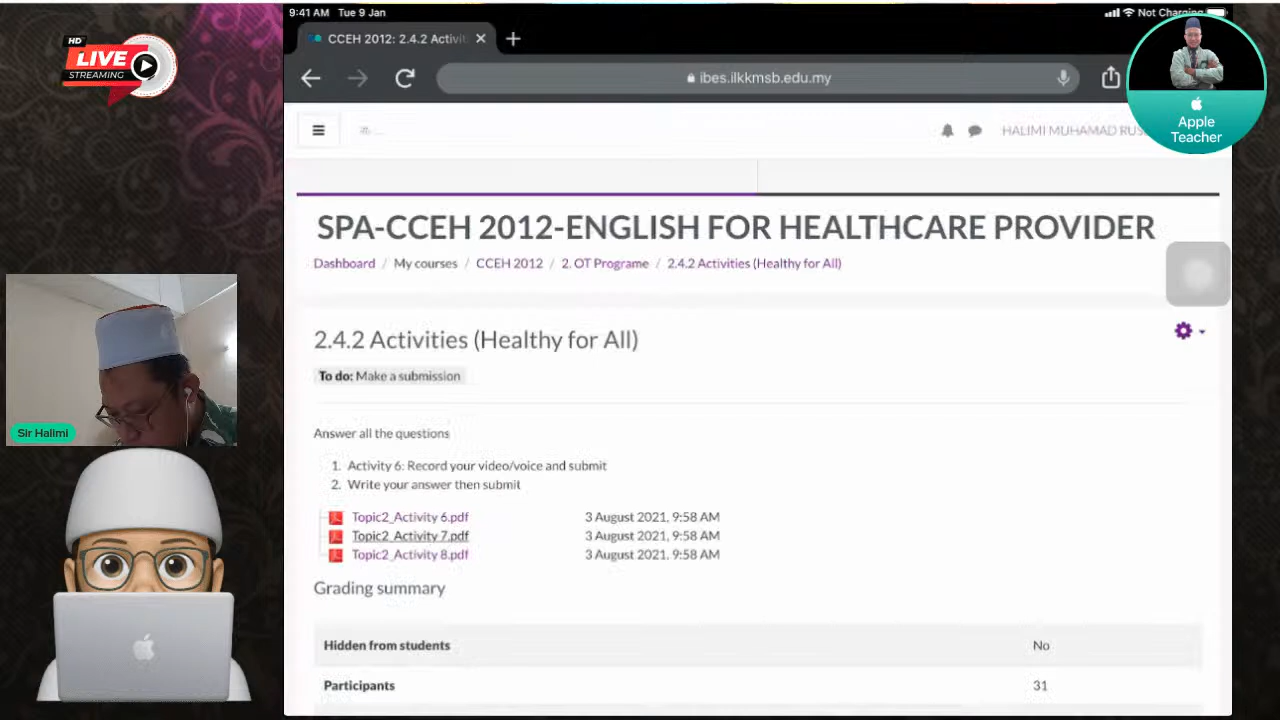 9:41 AM Tue 9 Jan
Not Charging
HD
LIVE
STREAMING
CCEH 2012: 2.4.2 Activit
ibes.ilkkmsb.edu.my
Apple
Teacher
HALIMI MUHAMAD RUS
SPA-CCEH 2012-ENGLISH FOR HEALTHCARE PROVIDER
Dashboard / My courses / CCEH 2012 / 2. OT Programe / 2.4.2 Activities (Healthy for All)
2.4.2 Activities (Healthy for All)
To do: Make a submission
Sir Halimi
Answer all the questions
1. Activity 6: Record your video/voice and submit
2. Write your answer then submit
Topic2_Activity 6.pdf 3 August 2021, 9:58 AM
Topic2_Activity 7.pdf 3 August 2021, 9:58 AM
Topic2_Activity 8.pdf 3 August 2021, 9:58 AM
Grading summary
Hidden from students No
Participants 31